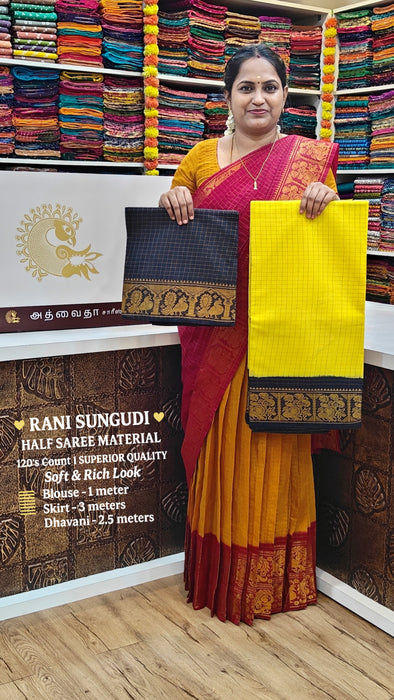 அத்வைதா சாரீஸ்
RANI SUNGUDI
HALF SAREE MATERIAL
120's Count | SUPERIOR QUALITY
Soft & Rich Look
Blouse - 1 meter
Skirt - 3 meters
Dhavani - 2.5 meters